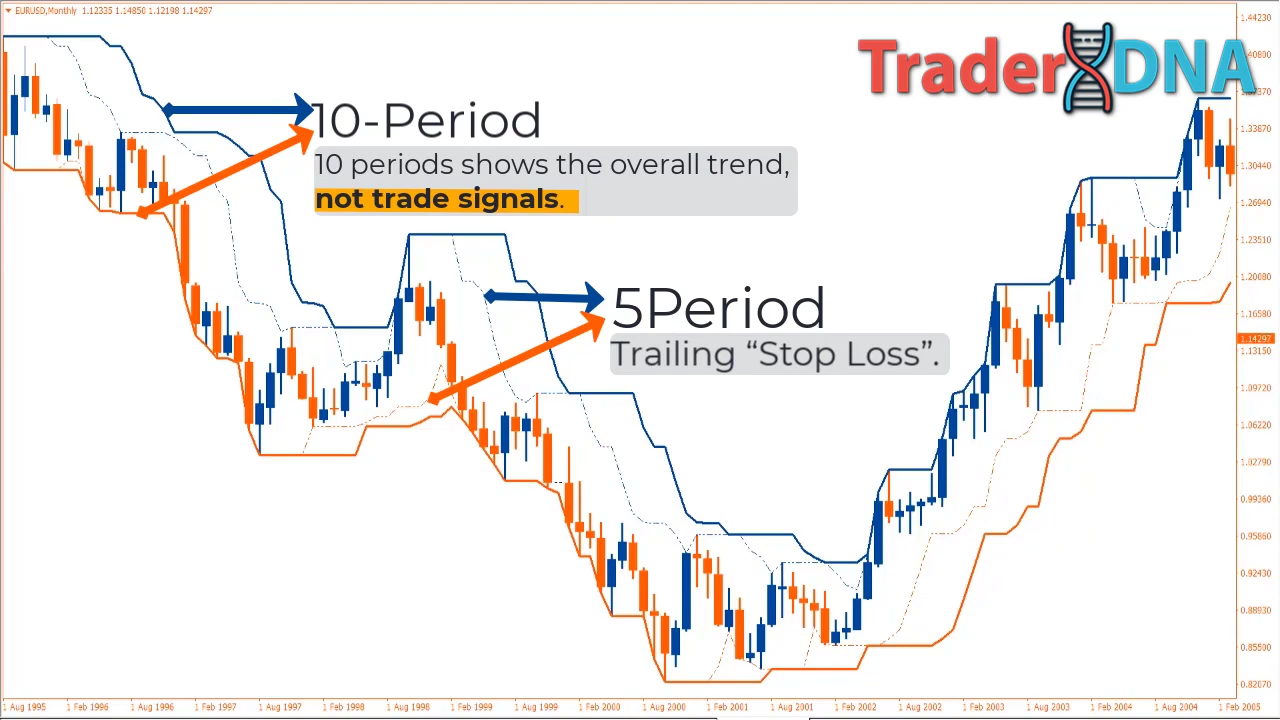 EURUSD,Monthly 1.12335 1.14850 1.12198 1.14297
Trader DNA
10-Period
10 periods shows the overall trend,
not trade signals.
5Period
Trailing “Stop Loss”.
1.44230
1.33870
1.30440
1.26940
1.23510
1.20080
1.16580
1.14297
1.13150
1.09720
1.06220
1.02790
0.99360
0.95860
0.92430
0.88930
0.85500
0.82070
1 Aug 1995 1 Feb 1996 1 Aug 1996 1 Feb 1997 1 Aug 1997 1 Feb 1998 1 Aug 1998 1 Feb 1999 1 Aug 1999 1 Feb 2000 1 Aug 2000 1 Feb 2001 1 Aug 2001 1 Feb 2002 1 Aug 2002 1 Feb 2003 1 Aug 2003 1 Feb 2004 1 Aug 2004 1 Feb 2005